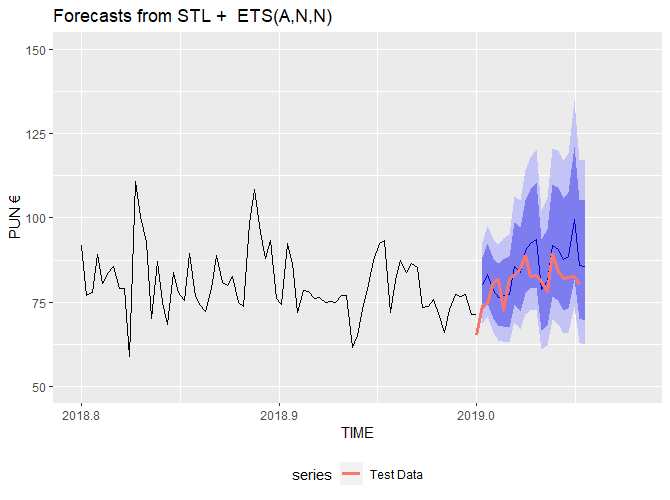 Forecasts from STL +  ETS(A,N,N)
150
125
100
75
50
PUN €
2018.8
2018.9
2019.0
TIME
series
Test Data